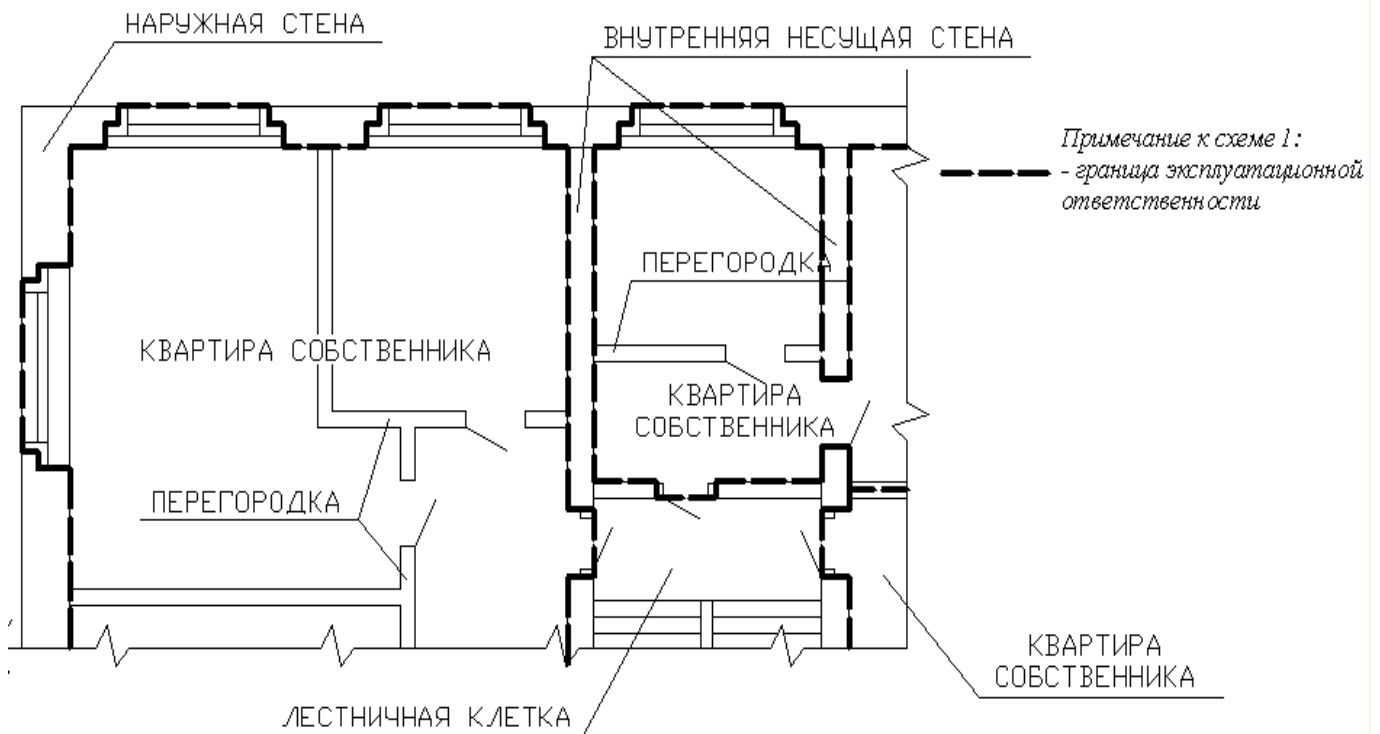 НАРУЖНАЯ СТЕНА
ВНУТРЕННЯЯ НЕСУЩАЯ СТЕНА
Примечание к схеме 1:
- граница эксплуатационной
ответственности
ПЕРЕГОРОДКА
КВАРТИРА СОБСТВЕННИКА
КВАРТИРА
СОБСТВЕННИКА
ПЕРЕГОРОДКА
КВАРТИРА
СОБСТВЕННИКА
ЛЕСТНИЧНАЯ КЛЕТКА